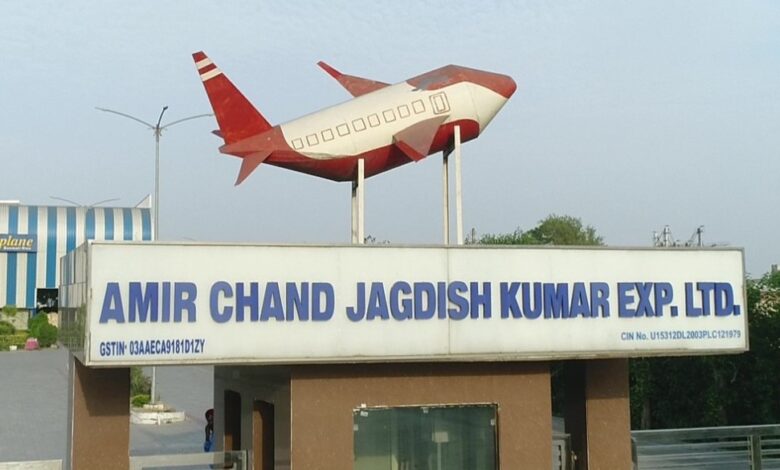 plane
AMIR CHAND JAGDISH KUMAR EXP. LTD.
GSTIN' 03AAECA9181D1ZY
CIN No. U15312DL2003PLC121979